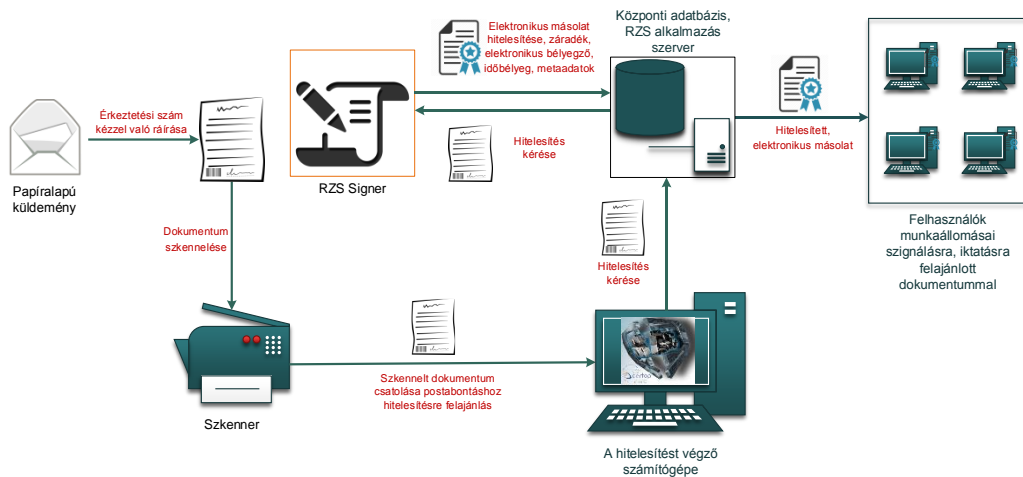 Papíralapú
küldemény
Érkeztetési szám
kézzel való ráírása
RZS Signer
Elektronikus másolat
hitelesítése, záradék,
elektronikus bélyegző,
időbélyeg, metaadatok
Hitelesítés
kérése
Központi adatbázis,
RZS alkalmazás
szerver
Hitelesített,
elektronikus másolat
Felhasználók
munkaállomásai
szignálásra, iktatásra
felajánlott
dokumentummal
Dokumentum
szkennelése
Szkenner
Szkennelt dokumentum
csatolása postabontáshoz
hitelesítésre felajánlás
Hitelesítés
kérése
A hitelesítést végző
számítógépe